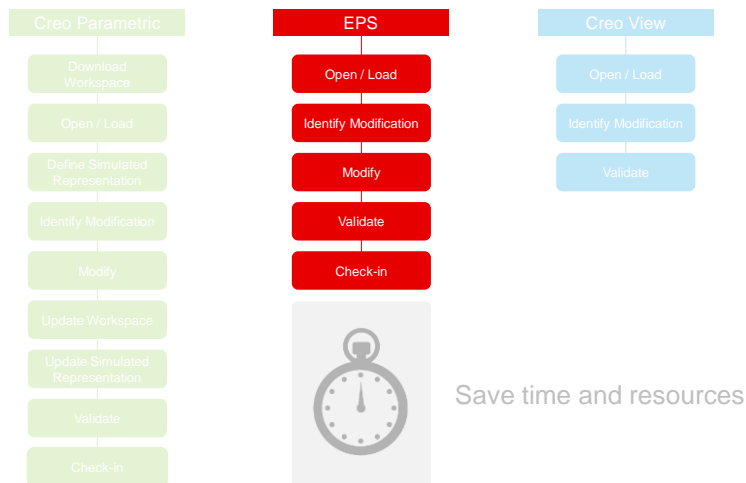 Creo Parametric
Download
Workspace
Open / Load
Define Simulated
Representation
Identify Modification
Modify
Update Workspace
Update Simulated
Representation
Validate
Check-in
EPS
Open / Load
Identify Modification
Modify
Validate
Check-in
Creo View
Open / Load
Identify Modification
Validate
Save time and resources